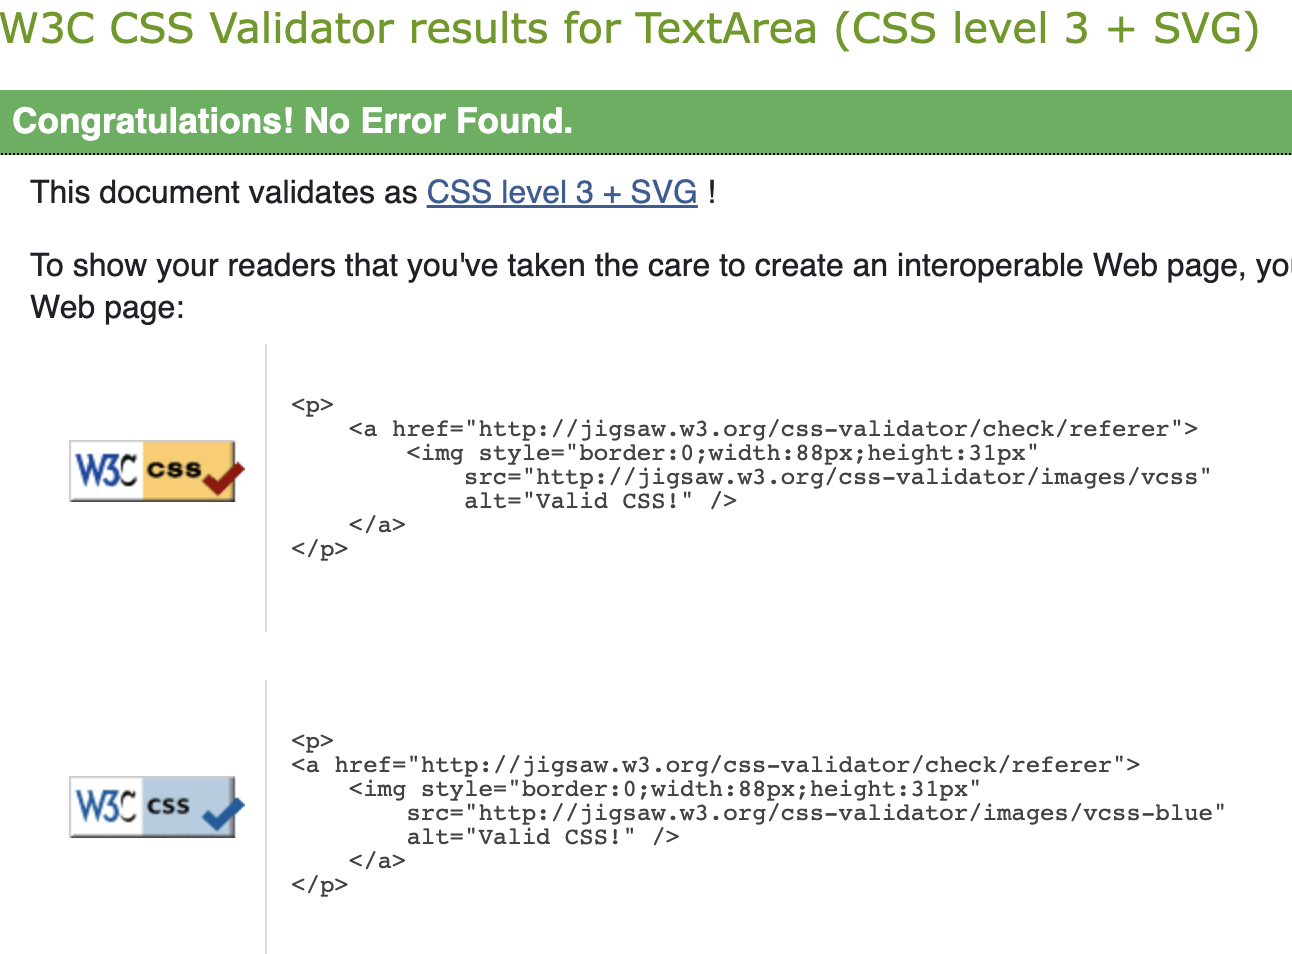 W3C CSS Validator results for TextArea (CSS level 3 + SVG)
Congratulations! No Error Found.
This document validates as CSS level 3 + SVG !
To show your readers that you've taken the care to create an interoperable Web page, yo
Web page:
W3C css
<p>
    <a href="http://jigsaw.w3.org/css-validator/check/referer">
        <img style="border:0;width:88px;height:31px"
            src="http://jigsaw.w3.org/css-validator/images/vcss"
            alt="Valid CSS!" />
    </a>
</p>
W3C css
<p>
<a href="http://jigsaw.w3.org/css-validator/check/referer">
    <img style="border:0;width:88px;height:31px"
        src="http://jigsaw.w3.org/css-validator/images/vcss-blue"
        alt="Valid CSS!" />
    </a>
</p>